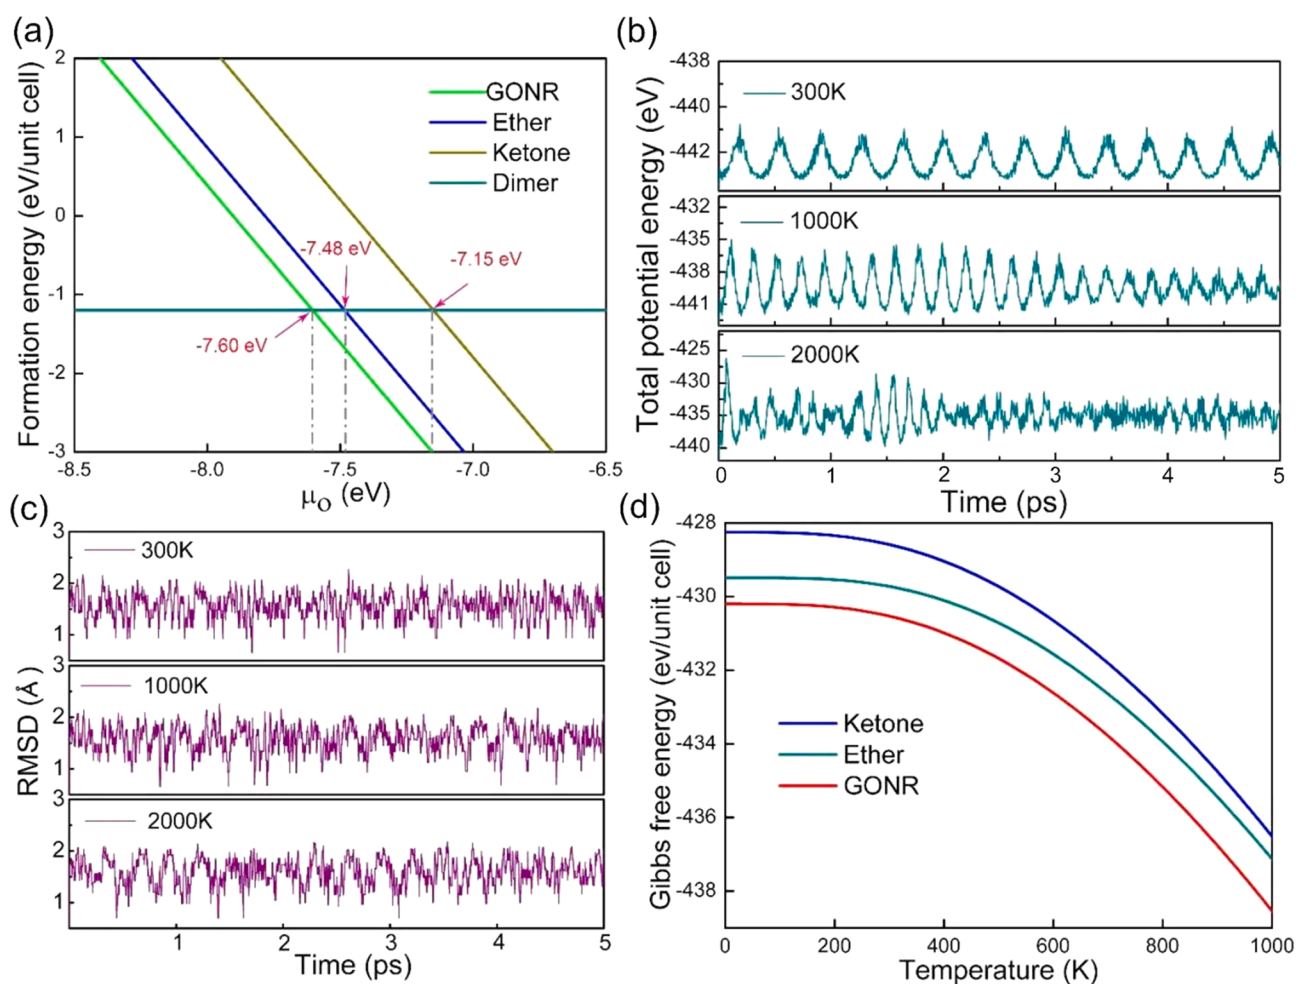 (a)
Formation energy (eV/unit cell)
2
1
0
-1
-2
-3
GONR
Ether
Ketone
Dimer
-7.48 eV
-7.15 eV
-7.60 eV
-8.5 -8.0 -7.5 -7.0 -6.5
μO (eV)
(b)
Total potential energy (eV)
-438
-440
-442
300K
-432
-435
-438
-441
1000K
-425
-430
-435
-440
2000K
0 1 2 3 4 5
Time (ps)
(c)
RMSD (Å)
3
2
1
300K
3
2
1
1000K
3
3
2
1
2000K
1 2 3 4 5
Time (ps)
(d)
Gibbs free energy (ev/unit cell)
-428
-430
-432
-434
-436
-438
Ketone
Ether
GONR
0 200 400 600 800 1000
Temperature (K)